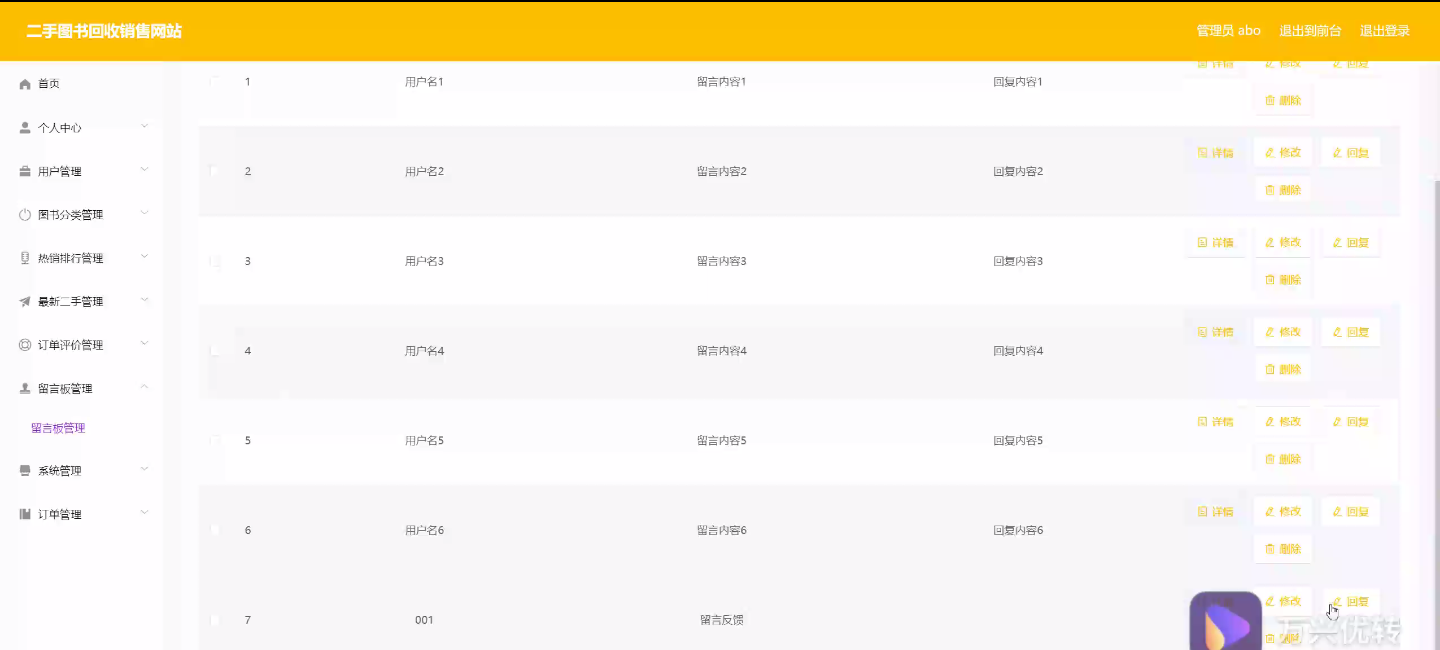 二手图书回收销售网站
管理员 abo 退出到前台 退出登录
首页
个人中心
用户管理
图书分类管理
热销排行管理
最新二手管理
订单评价管理
留言板管理
留言板管理
系统管理
订单管理
1 用户名1 留言内容1 回复内容1 详情 修改 回复
删除
2 用户名2 留言内容2 回复内容2 详情 修改 回复
删除
3 用户名3 留言内容3 回复内容3 详情 修改 回复
删除
4 用户名4 留言内容4 回复内容4 详情 修改 回复
删除
5 用户名5 留言内容5 回复内容5 详情 修改 回复
删除
6 用户名6 留言内容6 回复内容6 详情 修改 回复
删除
7 001 留言反馈 修改 回复
删除
万兴优转